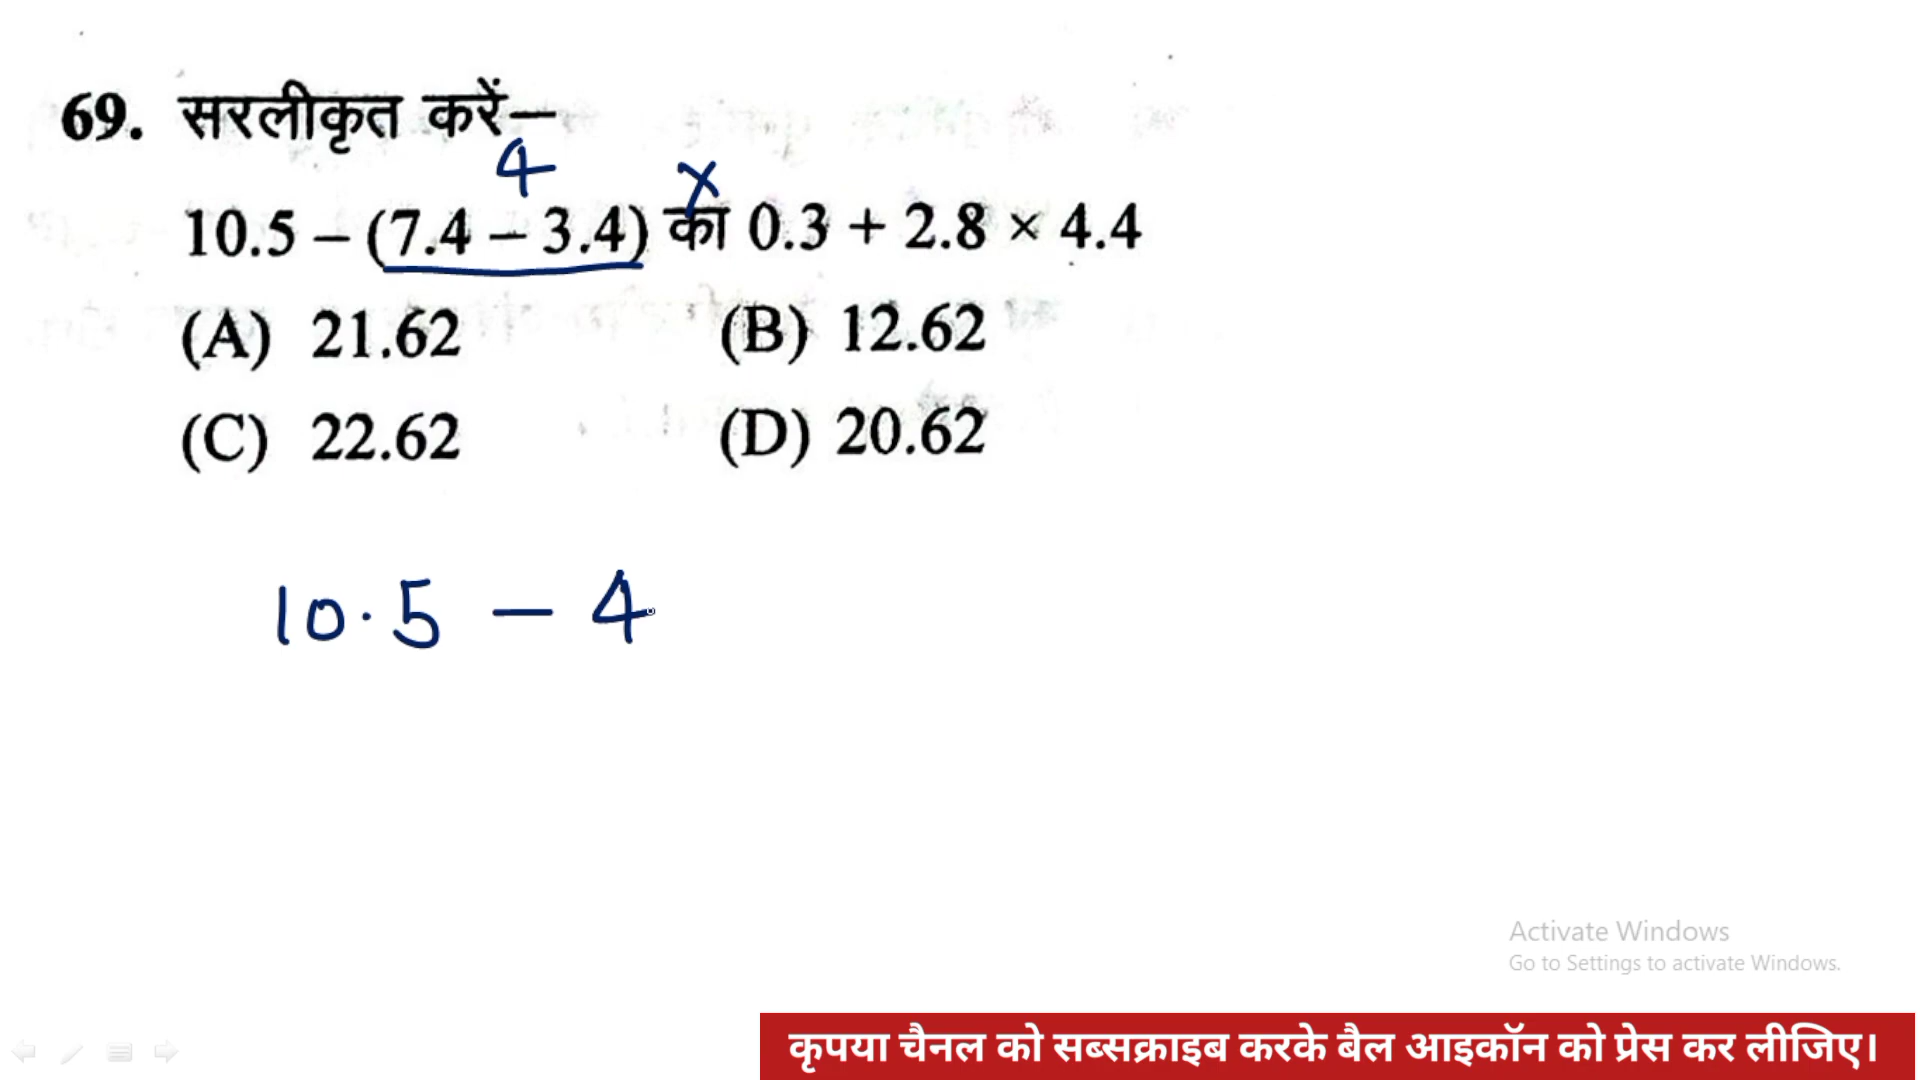 69. सरलीकृत करें–
4 ×
10.5 – (7.4 – 3.4) का 0.3 + 2.8 × 4.4
(A) 21.62 (B) 12.62
(C) 22.62 (D) 20.62
10.5 – 4
Activate Windows
Go to Settings to activate Windows.
कृपया चैनल को सब्सक्राइब करके बैल आइकॉन को प्रेस कर लीजिए।